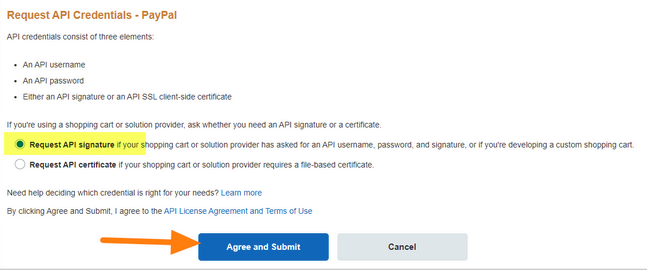 Request API Credentials - PayPal
API credentials consist of three elements:
An API username
An API password
Either an API signature or an API SSL client-side certificate
If you're using a shopping cart or solution provider, ask whether you need an API signature or a certificate.
Request API signature if your shopping cart or solution provider has asked for an API username, password, and signature, or if you're developing a custom shopping cart.
Request API certificate if your shopping cart or solution provider requires a file-based certificate.
Need help deciding which credential is right for your needs? Learn more
By clicking Agree and Submit, I agree to the API License Agreement and Terms of Use
Agree and Submit Cancel